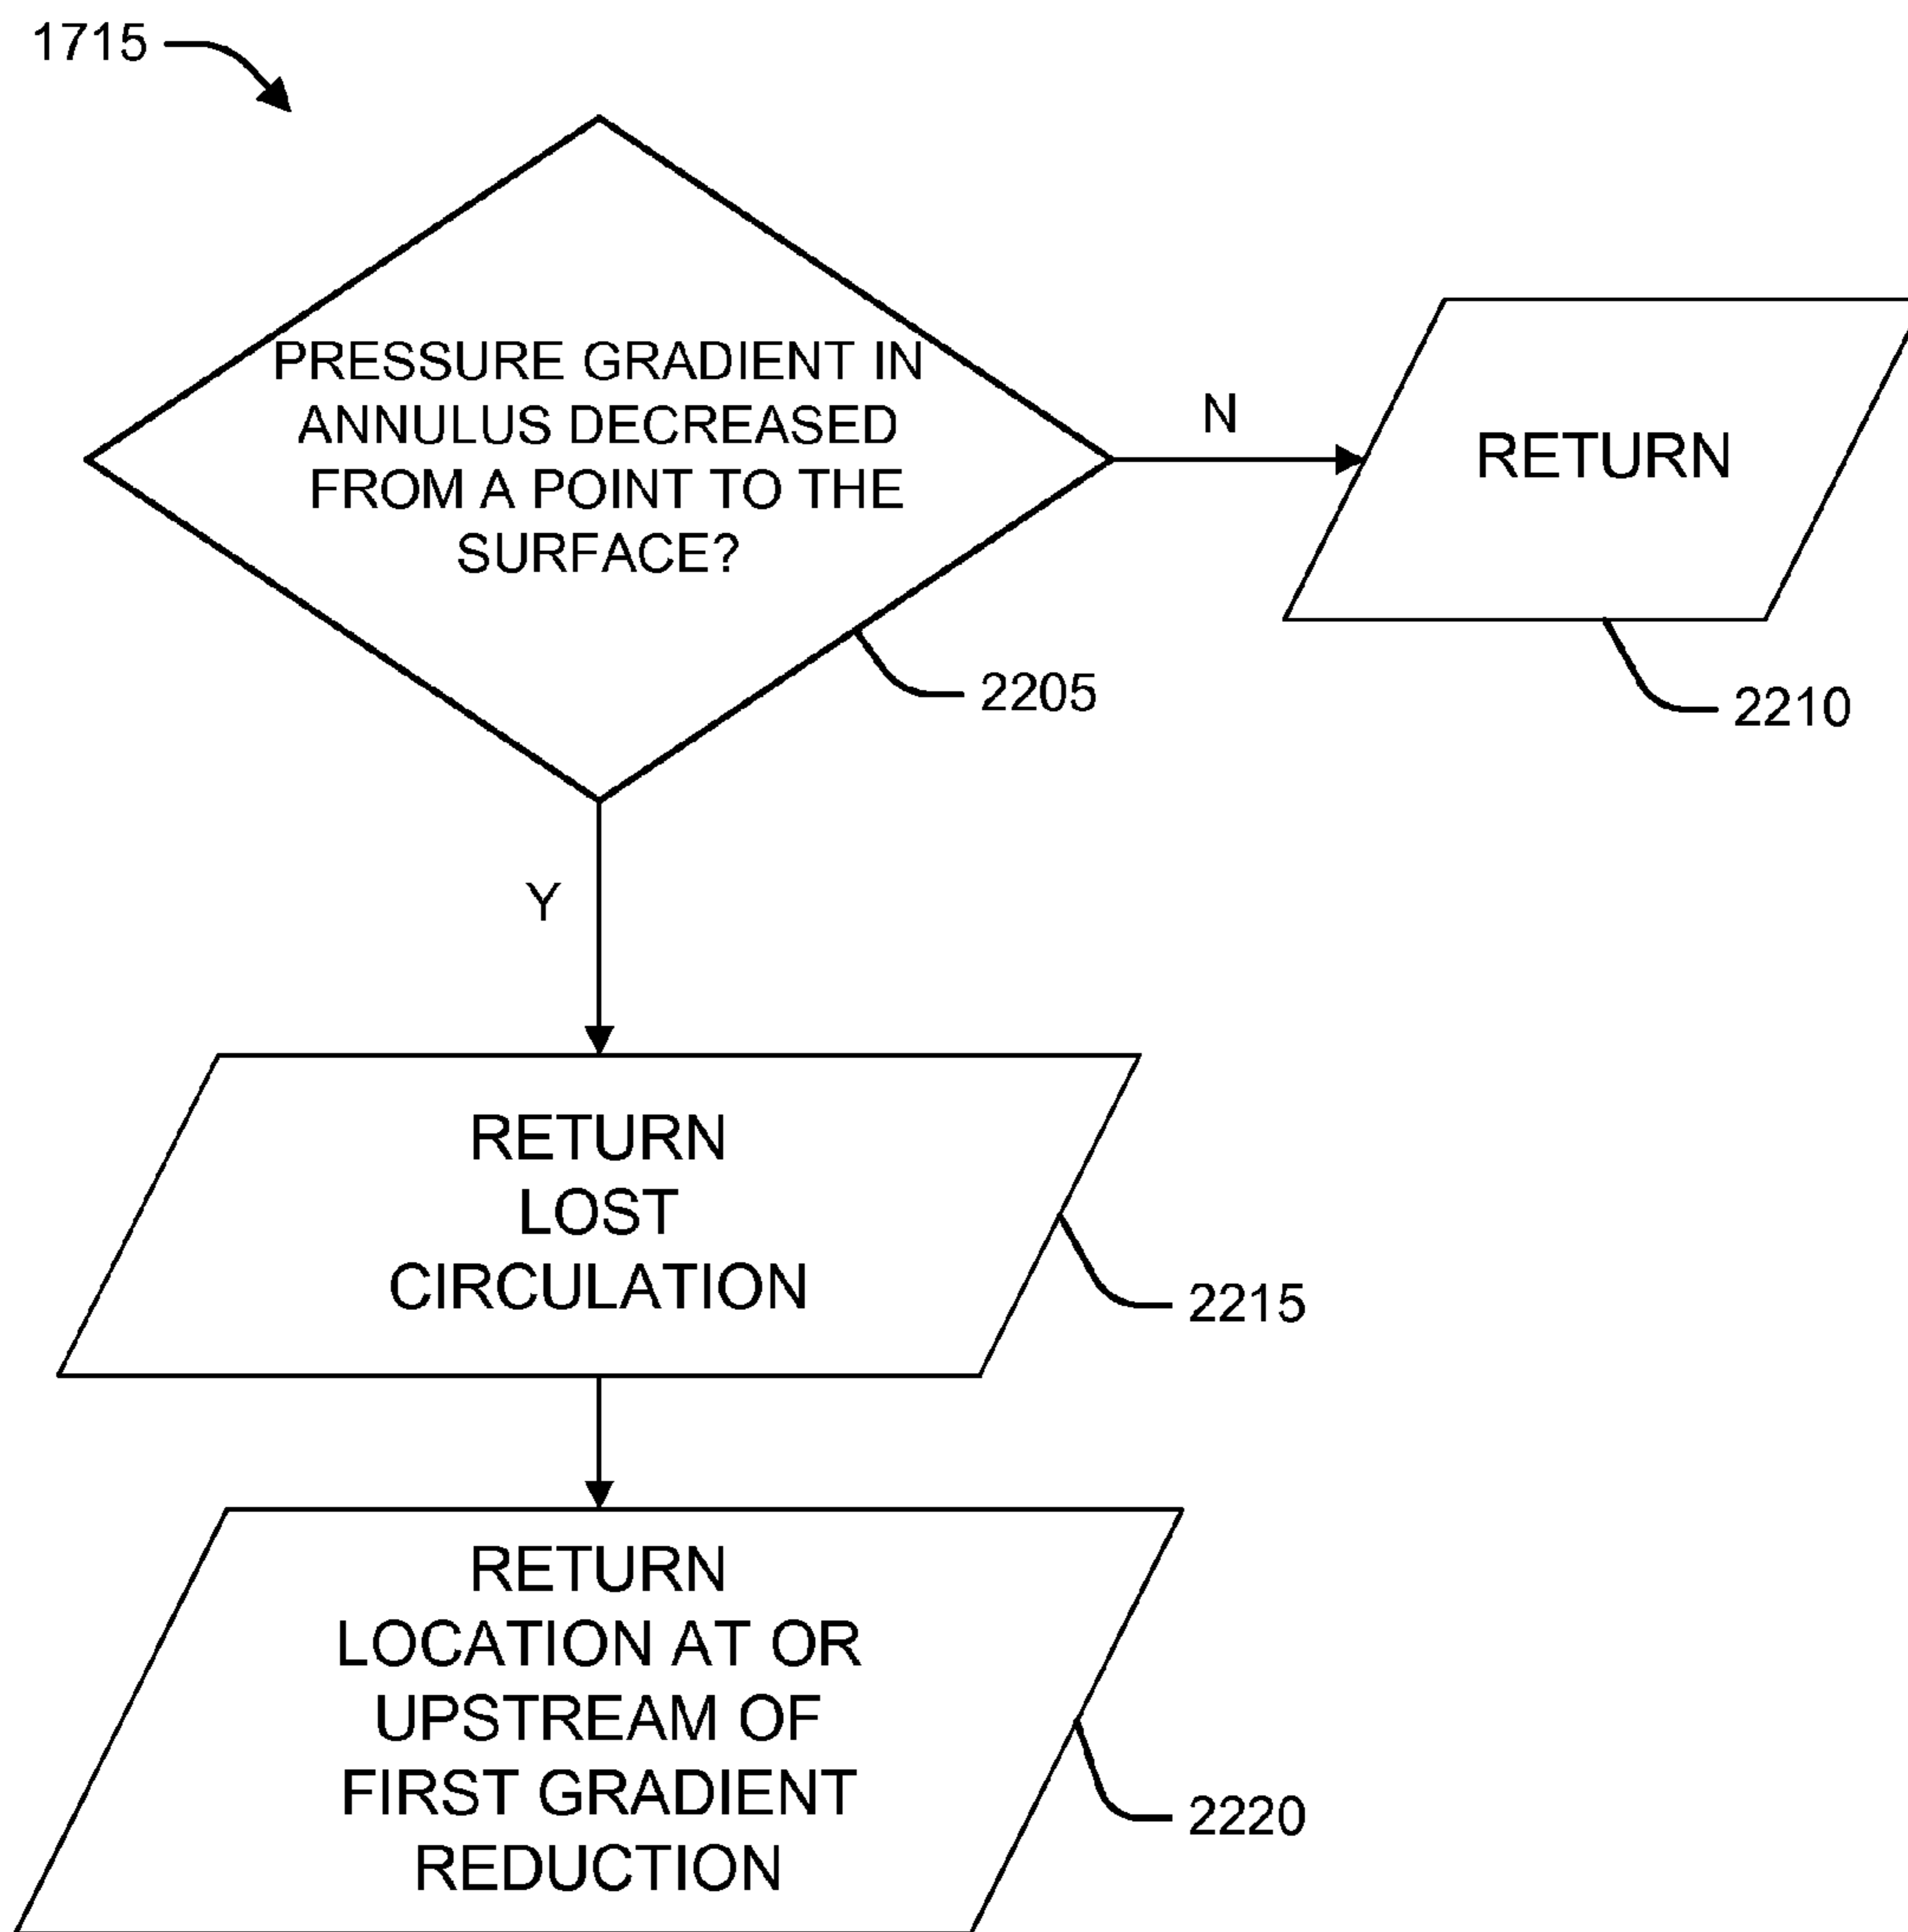 1715
PRESSURE GRADIENT IN
ANNULUS DECREASED
FROM A POINT TO THE
SURFACE?
N
RETURN
2205
2210
Y
RETURN
LOST
CIRCULATION
2215
RETURN
LOCATION AT OR
UPSTREAM OF
FIRST GRADIENT
REDUCTION
2220